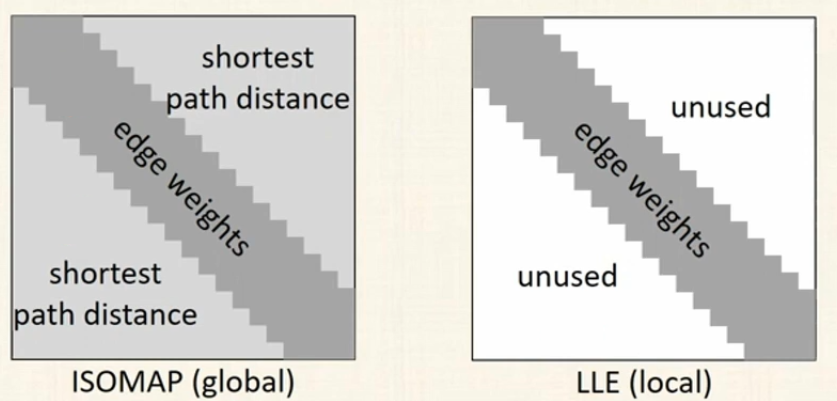 shortest
path distance
edge weights
shortest
path distance
ISOMAP (global)
unused
edge weights
unused
LLE (local)